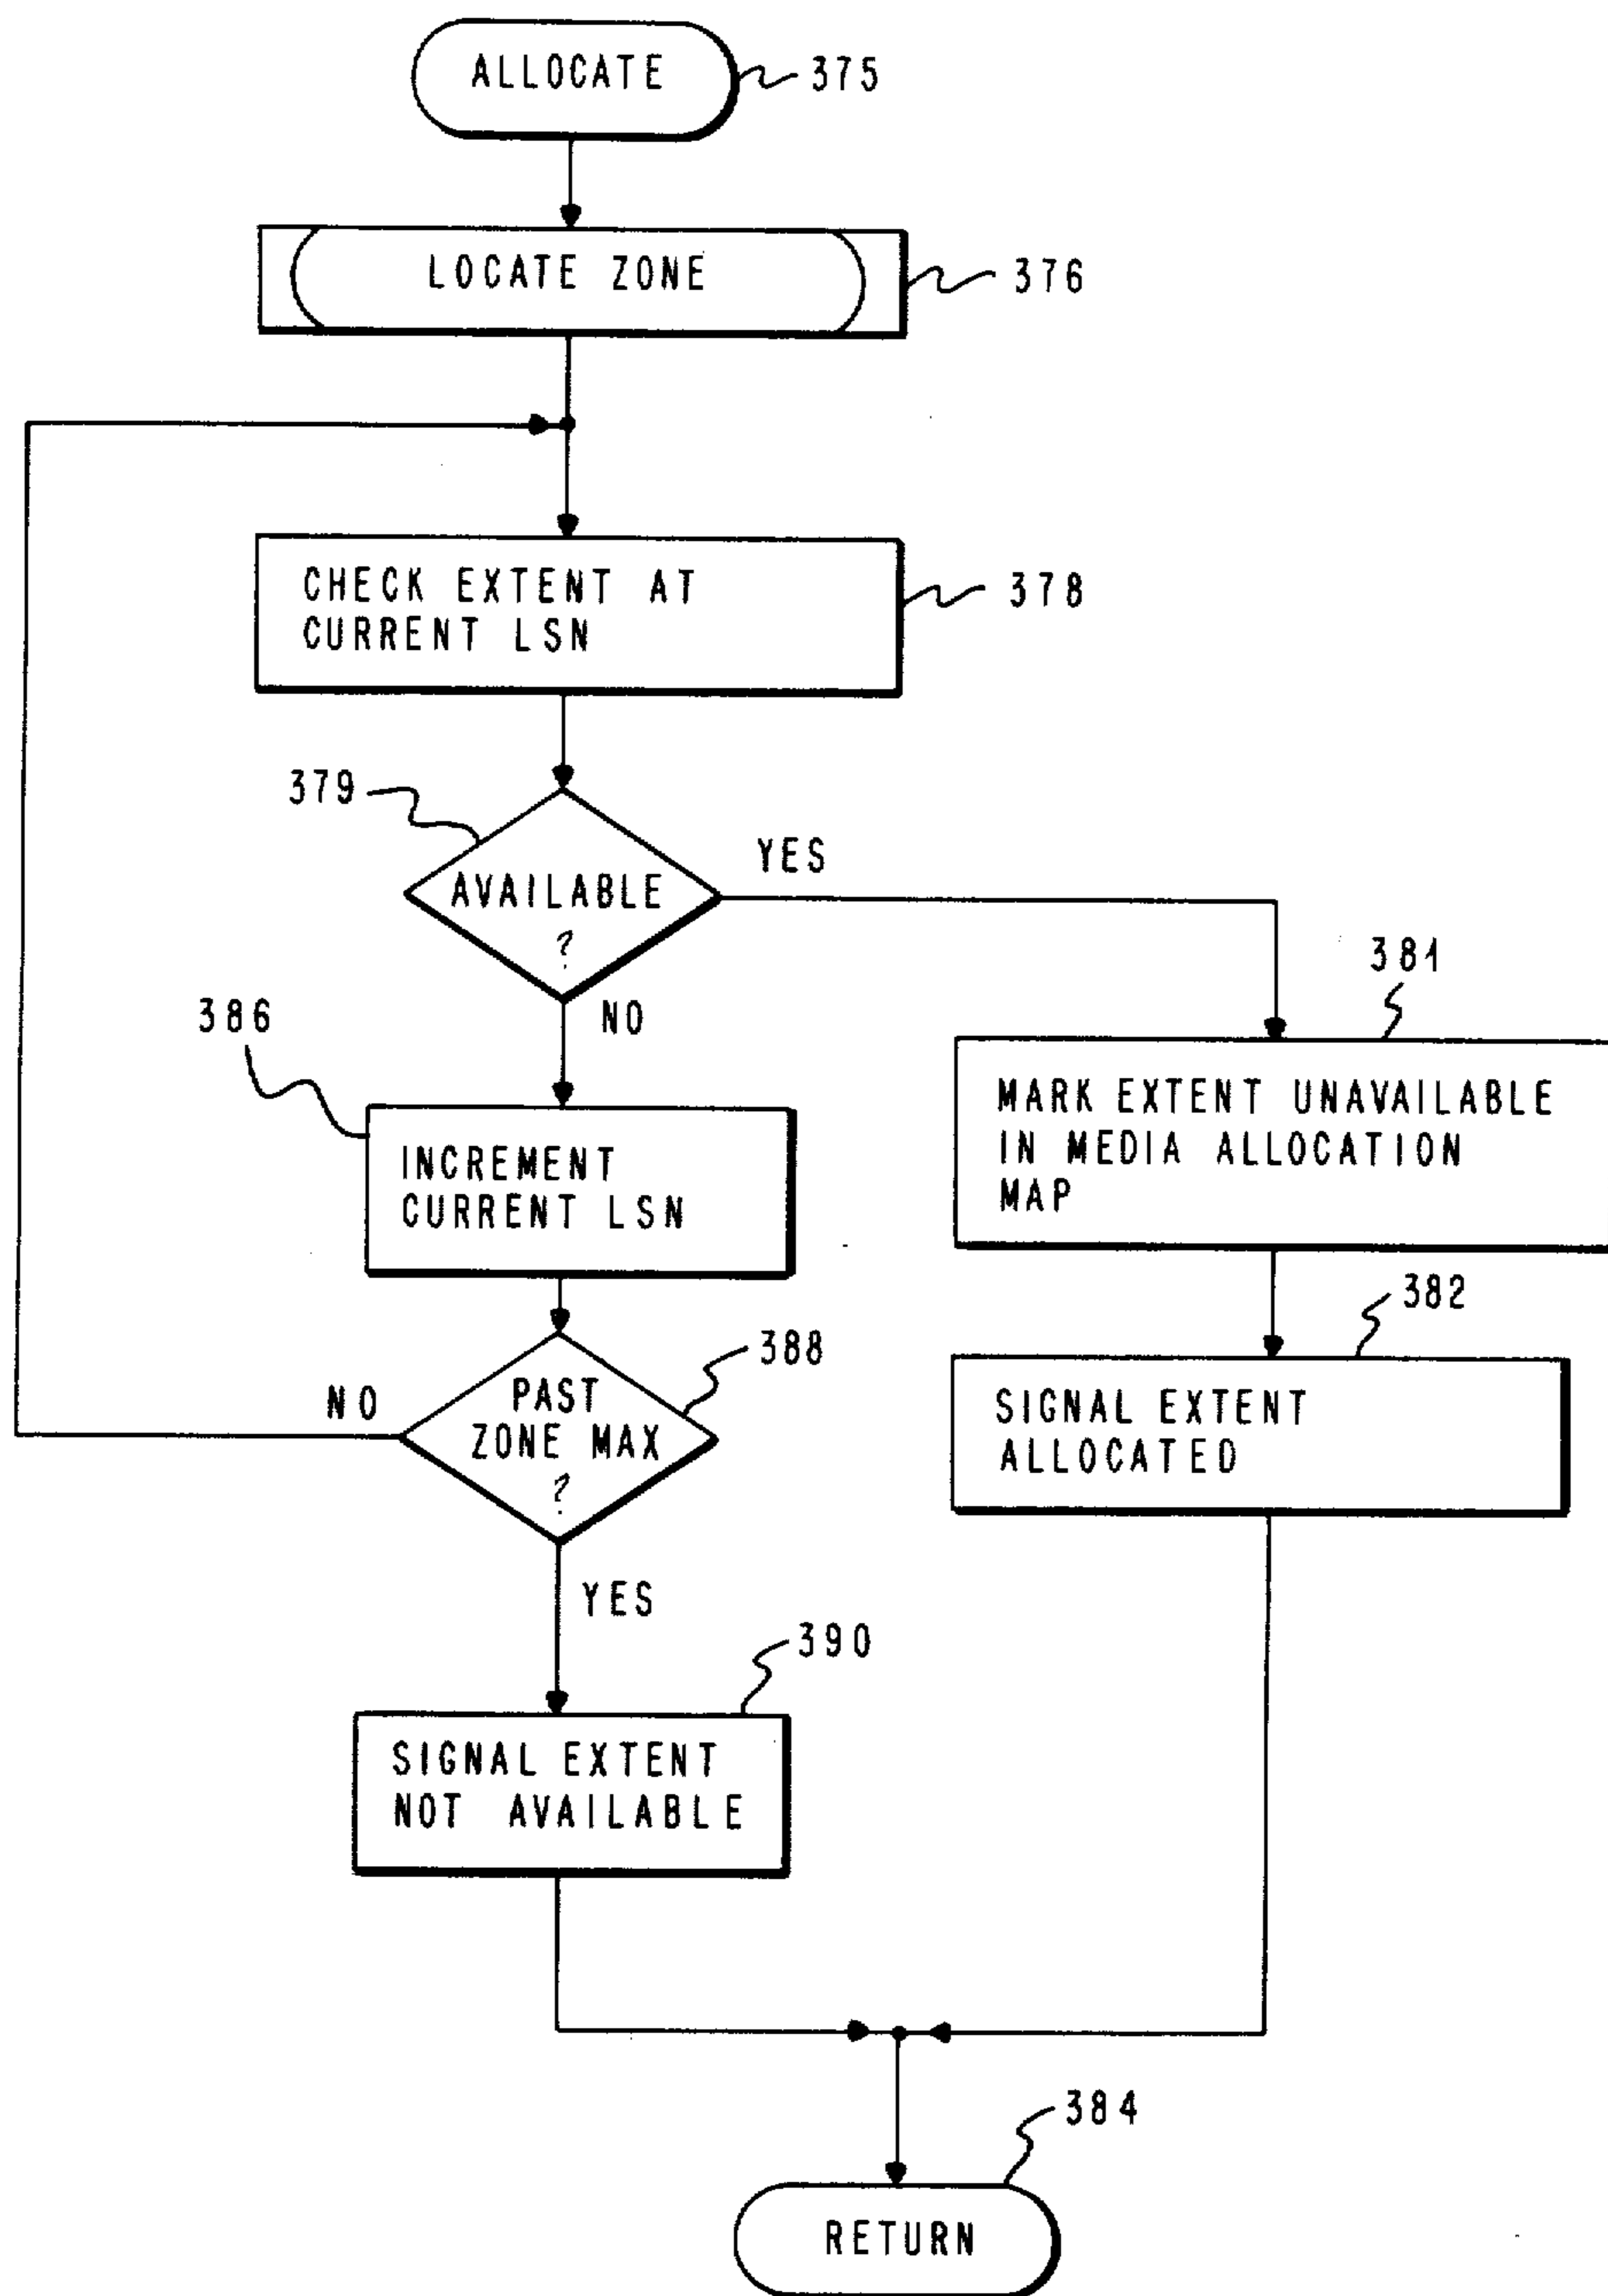 ALLOCATE
375
LOCATE ZONE
376
CHECK EXTENT AT
CURRENT LSN
378
379
AVAILABLE
?
YES
NO
381
MARK EXTENT UNAVAILABLE
IN MEDIA ALLOCATION
MAP
386
INCREMENT
CURRENT LSN
382
SIGNAL EXTENT
ALLOCATED
388
PAST
ZONE MAX
?
NO
YES
390
SIGNAL EXTENT
NOT AVAILABLE
384
RETURN